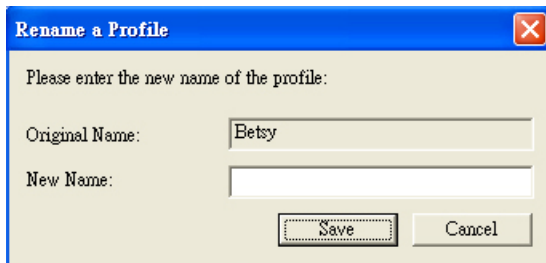 Rename a Profile
Please enter the new name of the profile:
Original Name: Betsy
New Name:
Save Cancel